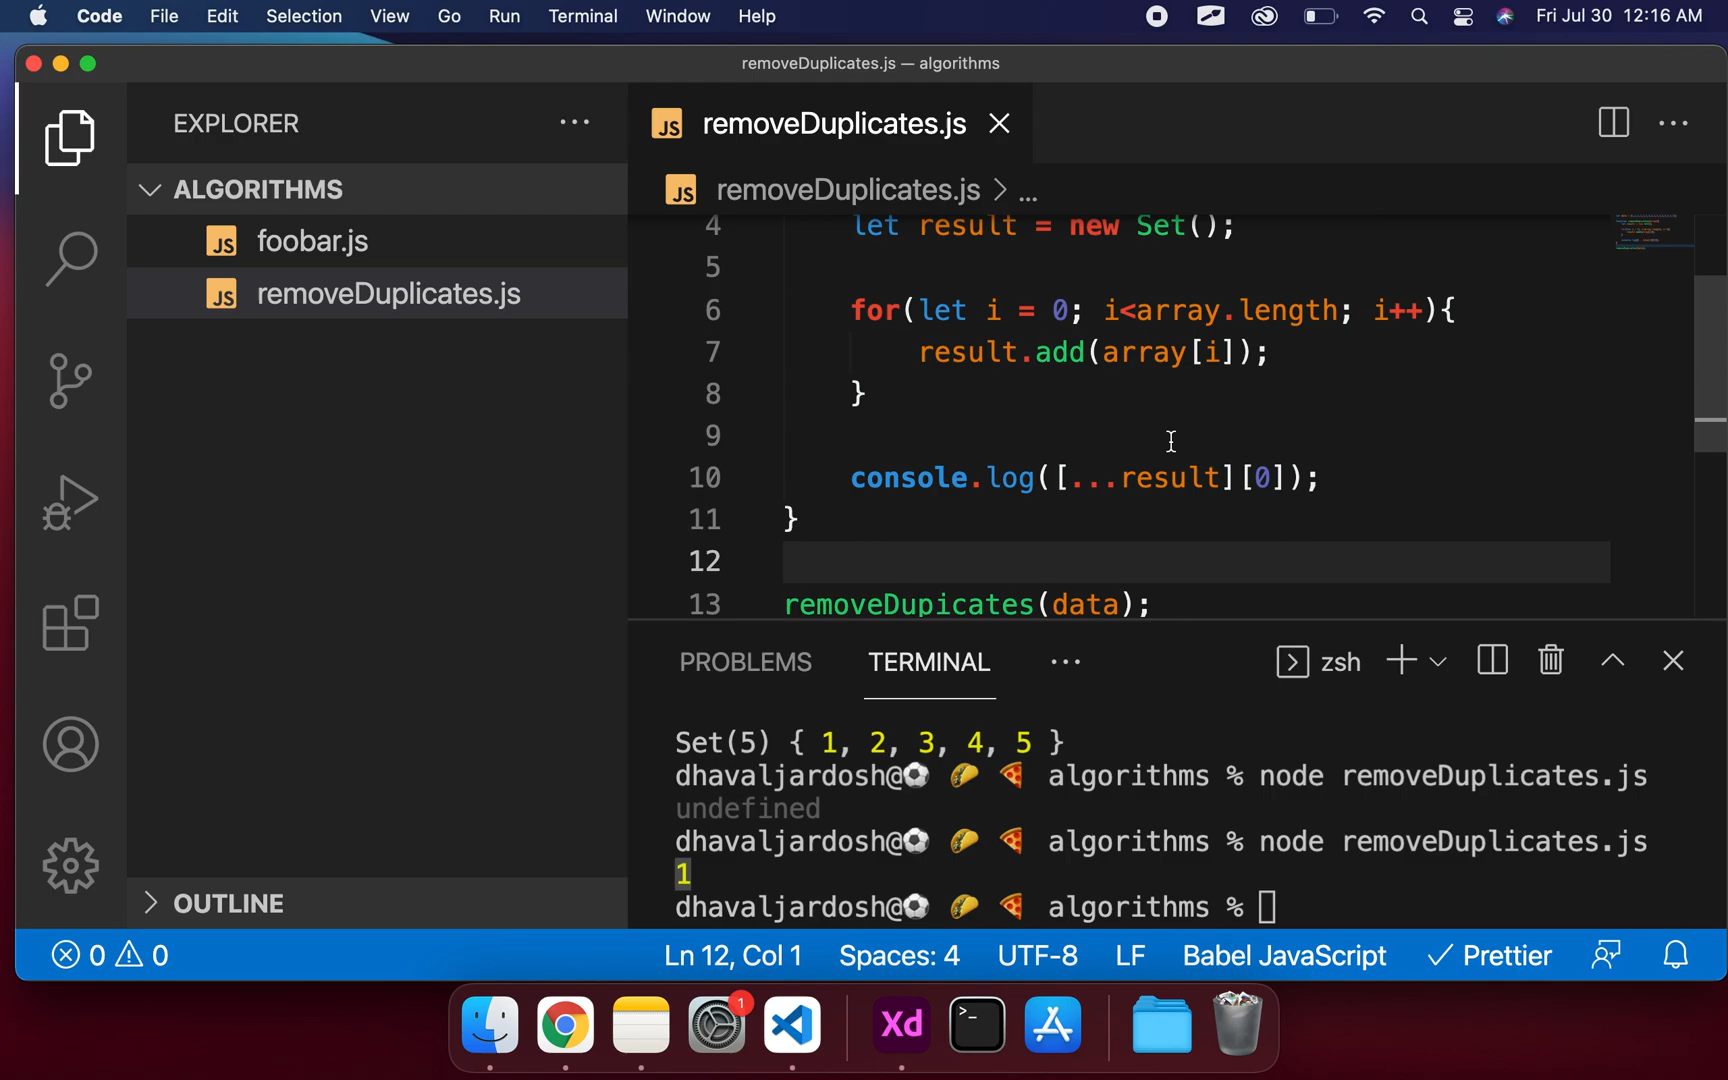 Code File Edit Selection View Go Run Terminal Window Help Fri Jul 30 12:16 AM
removeDuplicates.js — algorithms
EXPLORER ···
ALGORITHMS
JS foobar.js
JS removeDuplicates.js
OUTLINE
JS removeDuplicates.js
JS removeDuplicates.js > ...
4 let result = new Set();
5
6 for(let i = 0; i<array.length; i++){
7 result.add(array[i]);
8 }
9
10 console.log([...result][0]);
11 }
12
13 removeDupicates(data);
PROBLEMS TERMINAL ··· zsh
Set(5) { 1, 2, 3, 4, 5 }
dhavaljardosh@⚽ 🌮 🍕 algorithms % node removeDuplicates.js
undefined
dhavaljardosh@⚽ 🌮 🍕 algorithms % node removeDuplicates.js
1
dhavaljardosh@⚽ 🌮 🍕 algorithms %
0 0 Ln 12, Col 1 Spaces: 4 UTF-8 LF Babel JavaScript Prettier
1
Xd
>_